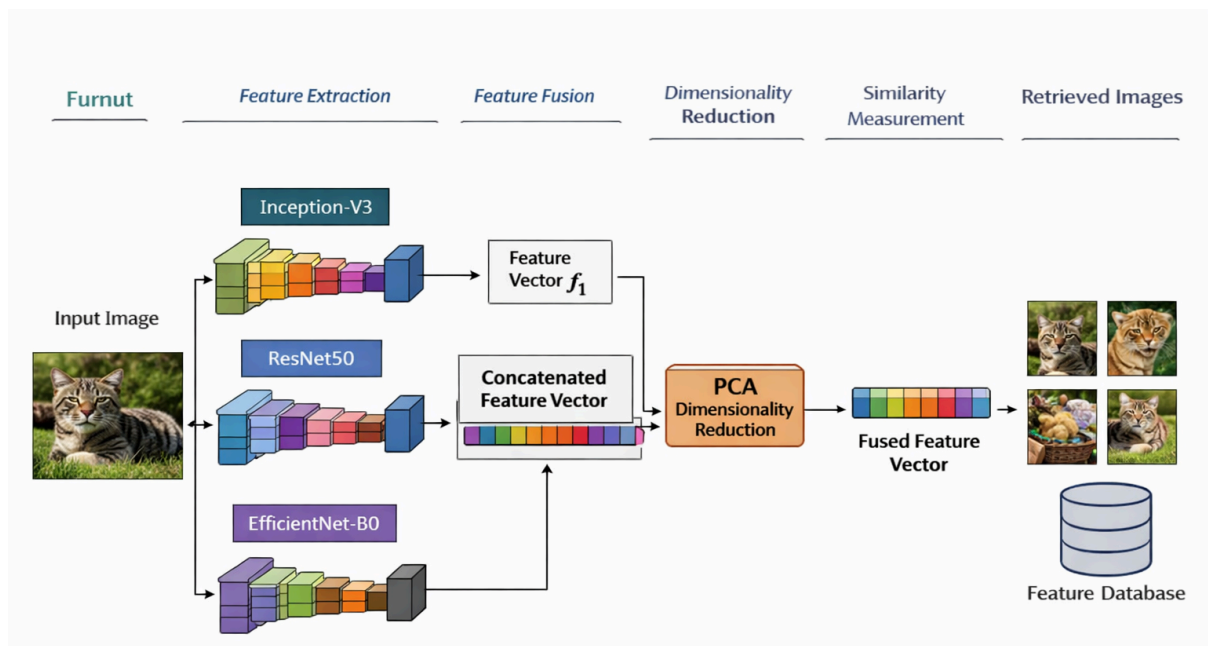 Furnut
Feature Extraction
Feature Fusion
Dimensionality
Reduction
Similarity
Measurement
Retrieved Images
Inception-V3
Feature
Vector f1
Input Image
ResNet50
Concatenated
Feature Vector
PCA
Dimensionality
Reduction
Fused Feature
Vector
EfficientNet-B0
Feature Database